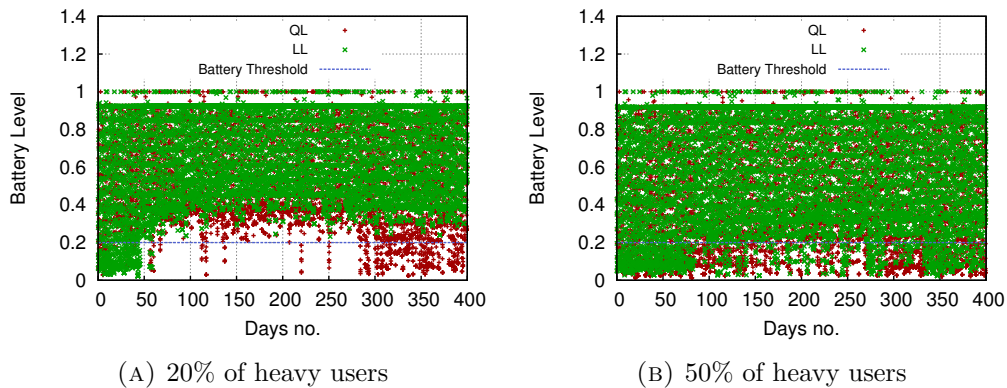 1.4
1.2
1
0.8
0.6
0.4
0.2
0
0 50 100 150 200 250 300 350 400
Battery Level
Days no.
QL
LL
Battery Threshold
(A) 20% of heavy users
1.4
1.2
1
0.8
0.6
0.4
0.2
0
0 50 100 150 200 250 300 350 400
Battery Level
Days no.
QL
LL
Battery Threshold
(B) 50% of heavy users